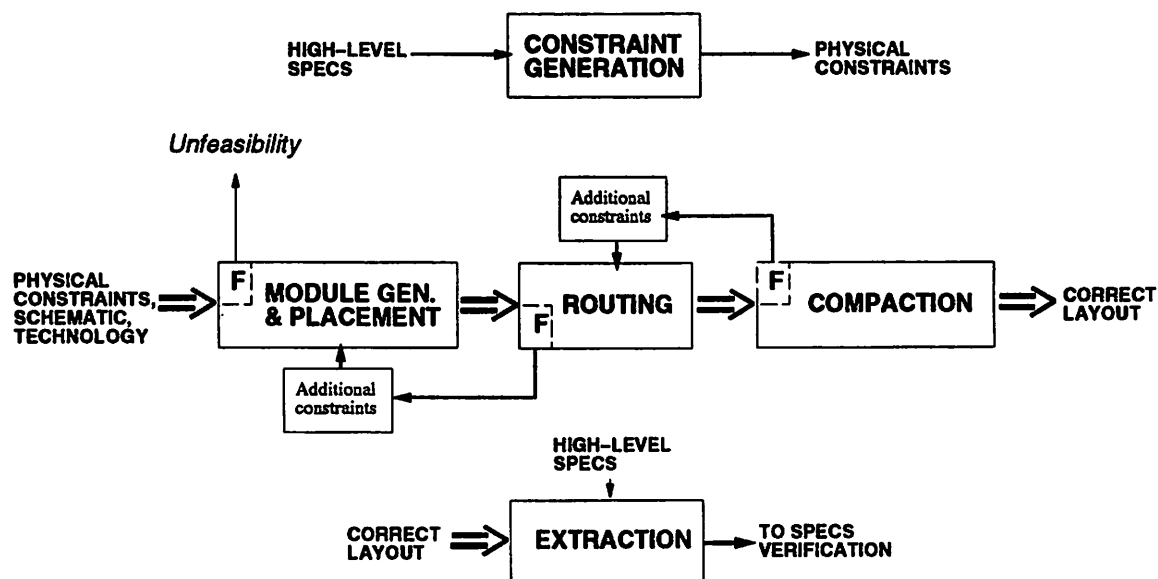 HIGH-LEVEL
SPECS
CONSTRAINT
GENERATION
PHYSICAL
CONSTRAINTS
Unfeasibility
Additional
constraints
PHYSICAL
CONSTRAINTS,
SCHEMATIC,
TECHNOLOGY
F
MODULE GEN.
& PLACEMENT
F
ROUTING
F
COMPACTION
CORRECT
LAYOUT
Additional
constraints
HIGH-LEVEL
SPECS
CORRECT
LAYOUT
EXTRACTION
TO SPECS
VERIFICATION